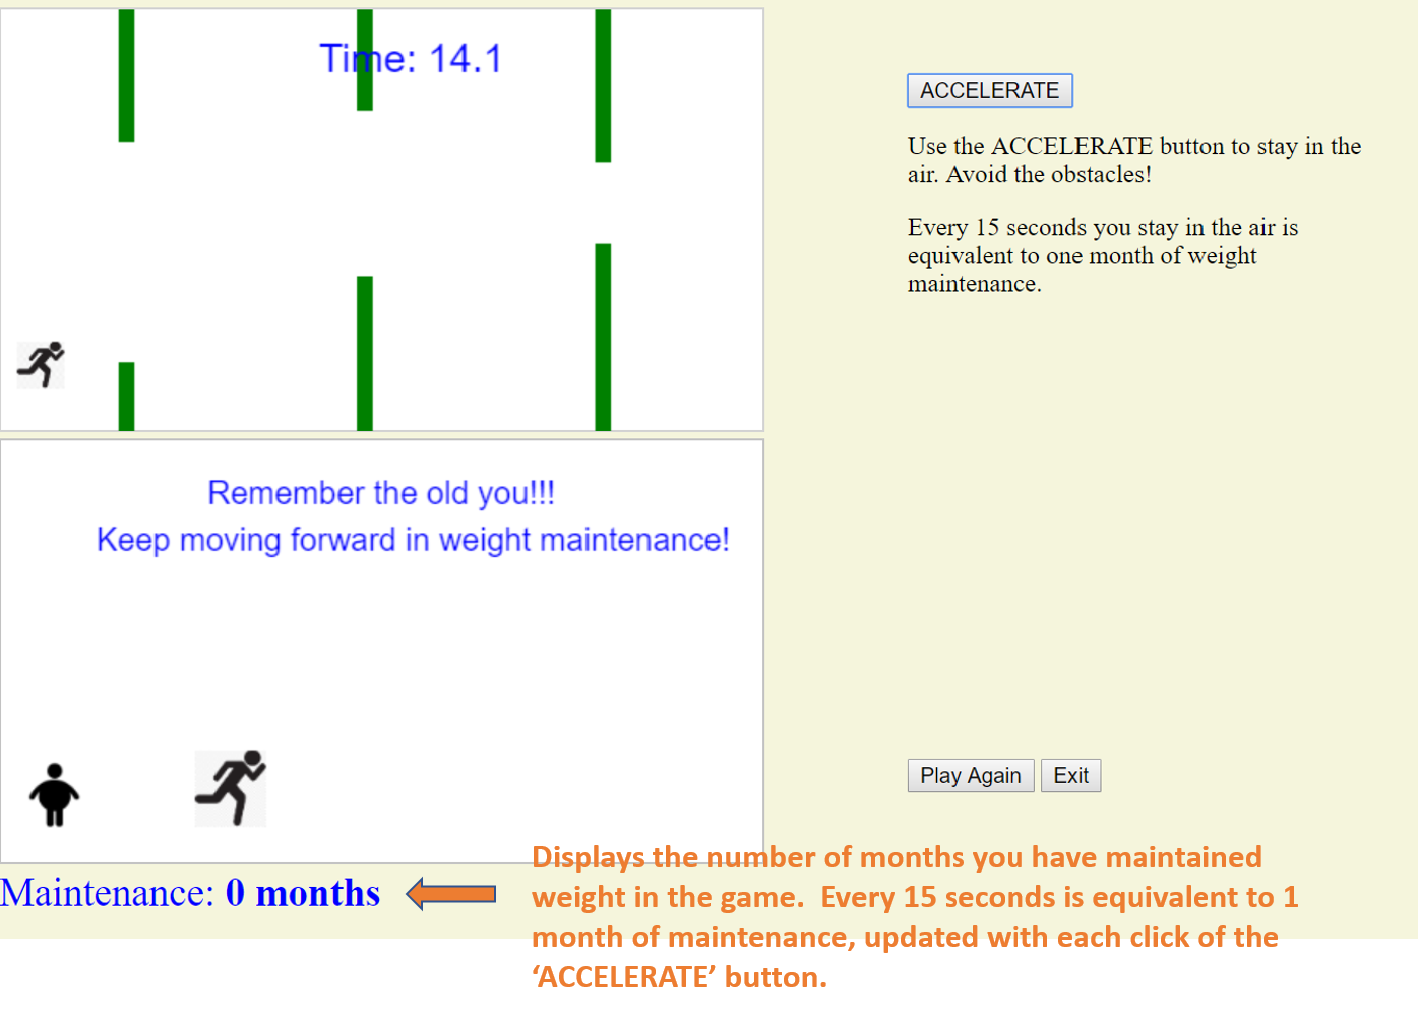 Time: 14.1
ACCELERATE
Use the ACCELERATE button to stay in the
air. Avoid the obstacles!
Every 15 seconds you stay in the air is
equivalent to one month of weight
maintenance.
Remember the old you!!!
Keep moving forward in weight maintenance!
Play Again
Exit
Maintenance: 0 months
Displays the number of months you have maintained
weight in the game.  Every 15 seconds is equivalent to 1
month of maintenance, updated with each click of the
‘ACCELERATE’ button.